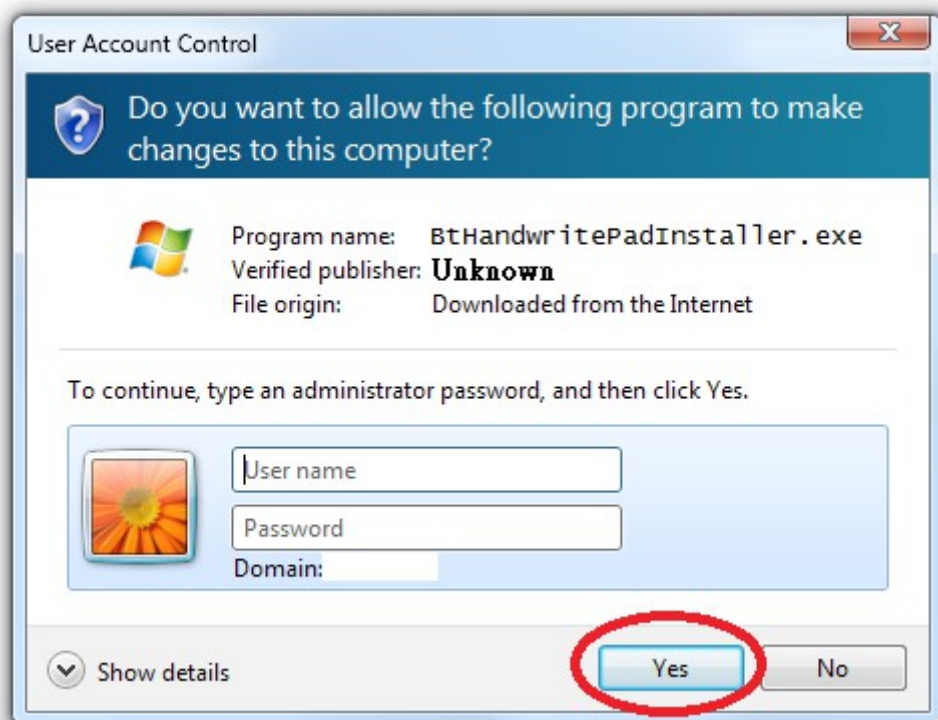 User Account Control
Do you want to allow the following program to make
changes to this computer?
Program name: BtHandwritePadInstaller.exe
Verified publisher: Unknown
File origin: Downloaded from the Internet
To continue, type an administrator password, and then click Yes.
User name
Password
Domain:
Show details Yes No